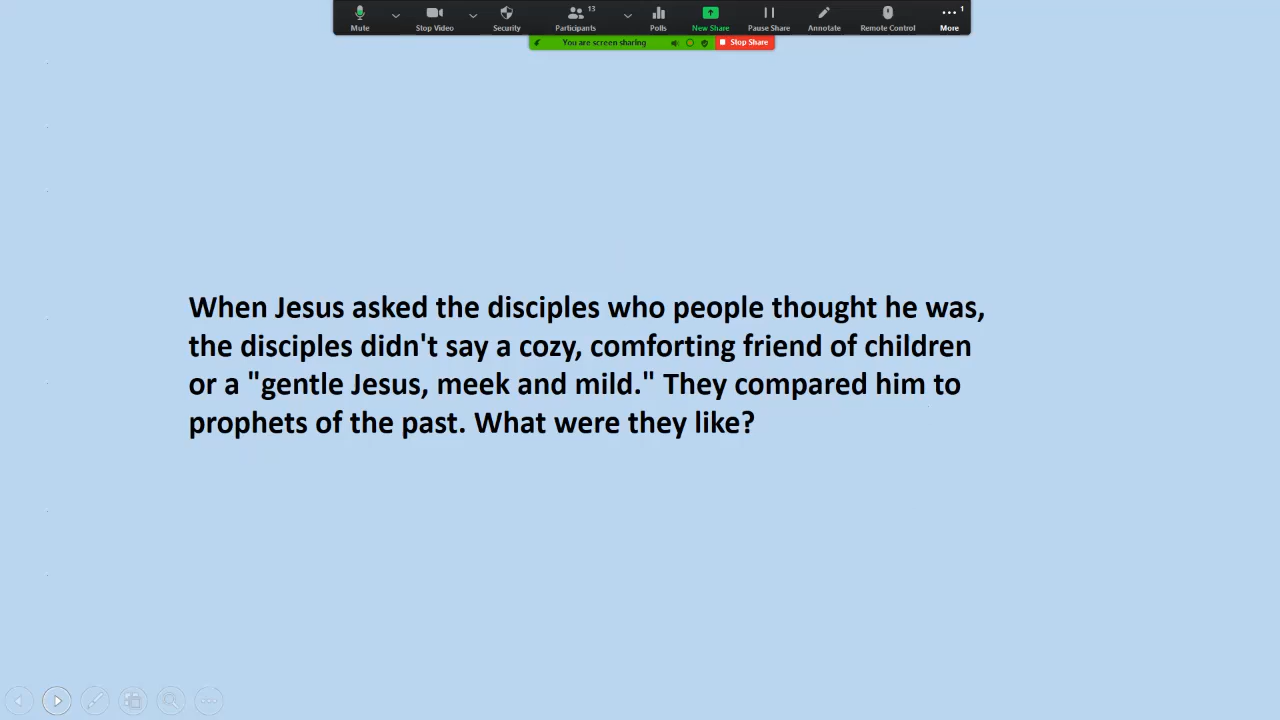 13
1
Mute
Stop Video
Security
Participants
Polls
New Share
Pause Share
Annotate
Remote Control
More
You are screen sharing
Stop Share
When Jesus asked the disciples who people thought he was,
the disciples didn't say a cozy, comforting friend of children
or a "gentle Jesus, meek and mild." They compared him to
prophets of the past. What were they like?